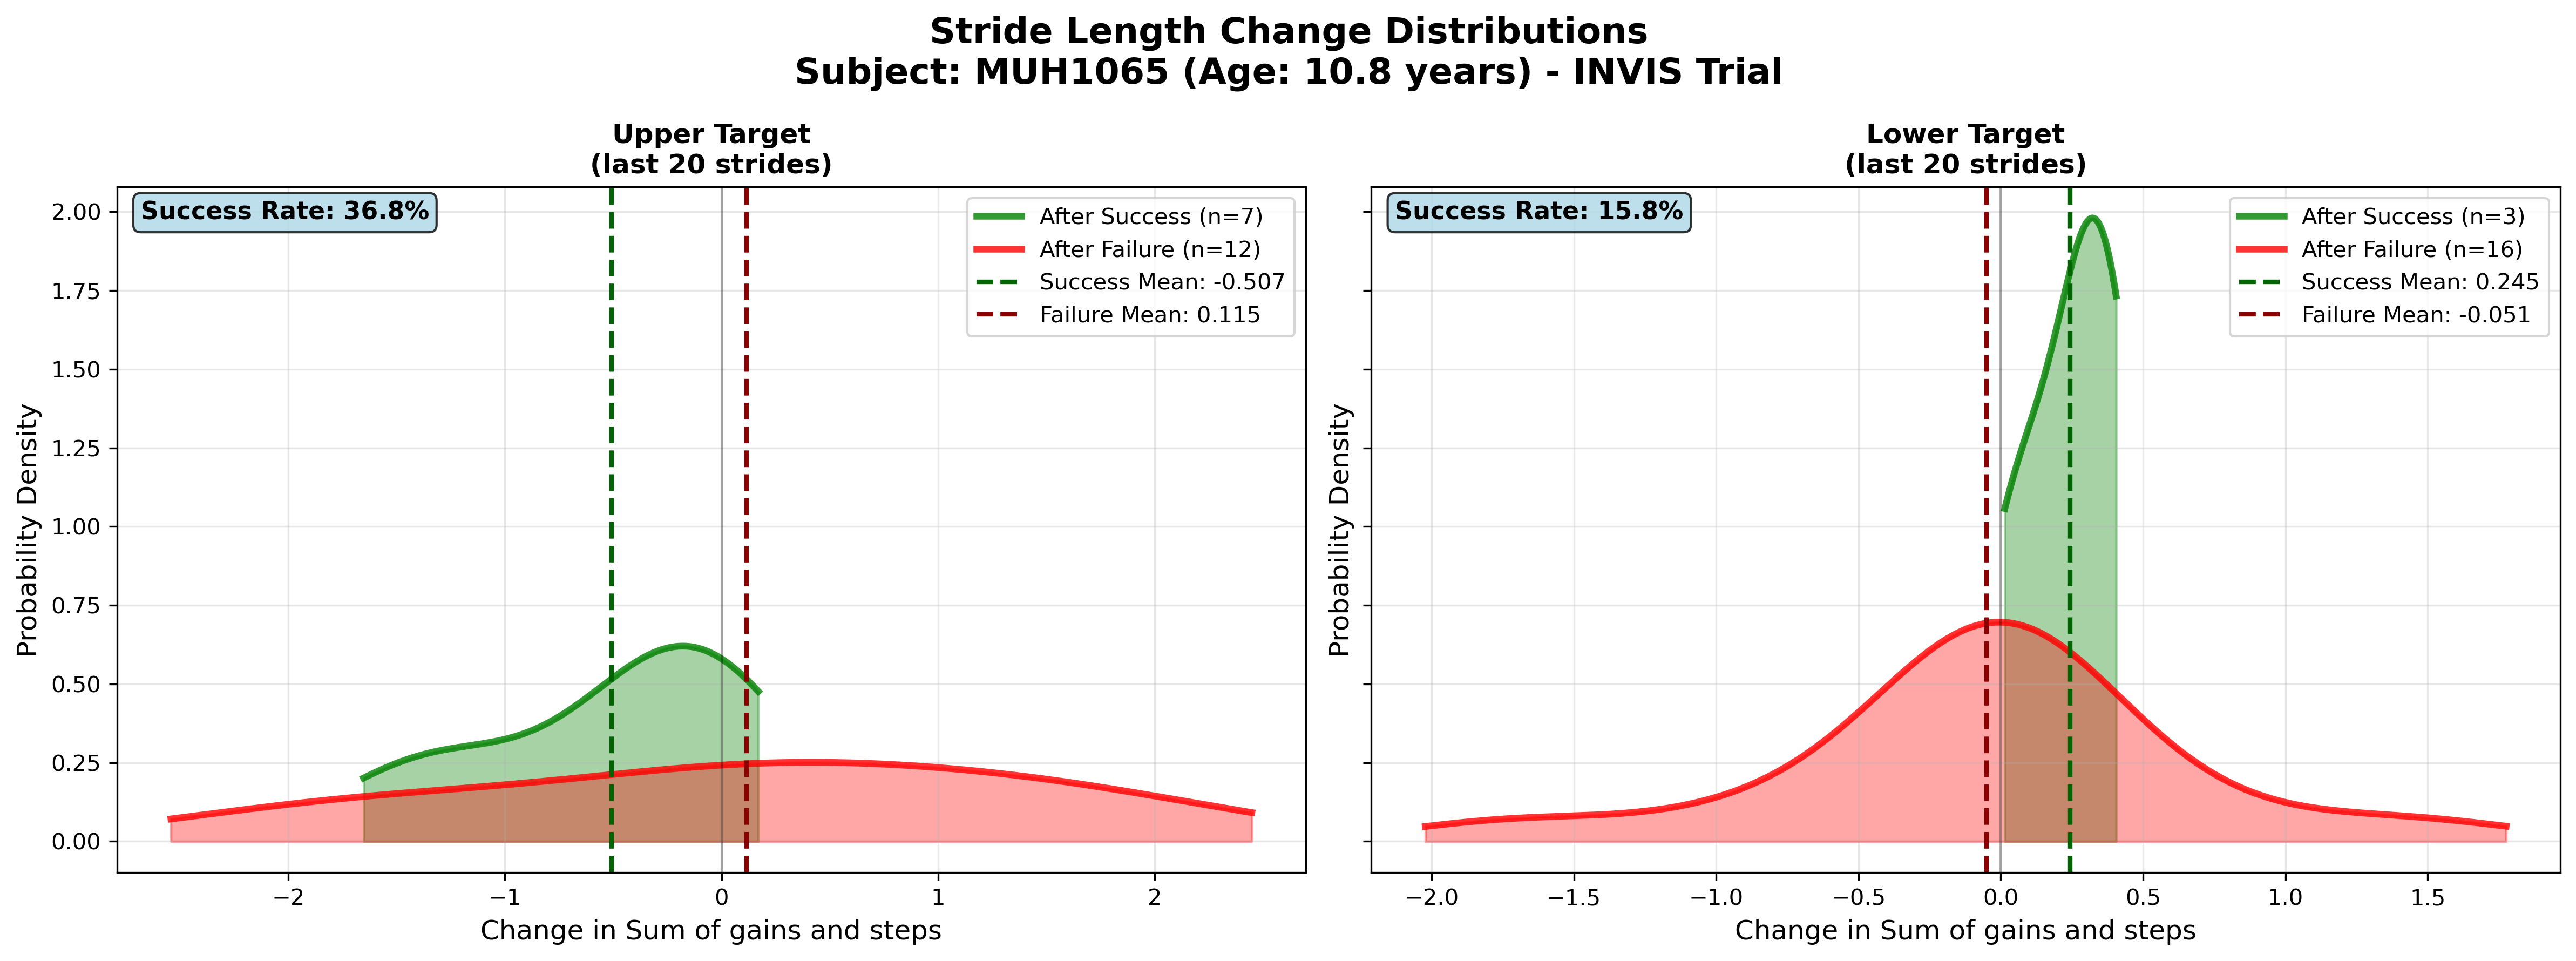 Stride Length Change Distributions
Subject: MUH1065 (Age: 10.8 years) - INVIS Trial
Upper Target
(last 20 strides)
Success Rate: 36.8%
After Success (n=7)
After Failure (n=12)
Success Mean: -0.507
Failure Mean: 0.115
2.00
1.75
1.50
1.25
1.00
0.75
0.50
0.25
0.00
Probability Density
−2
−1
0
1
2
Change in Sum of gains and steps
Lower Target
(last 20 strides)
Success Rate: 15.8%
After Success (n=3)
After Failure (n=16)
Success Mean: 0.245
Failure Mean: -0.051
Probability Density
−2.0
−1.5
−1.0
−0.5
0.0
0.5
1.0
1.5
Change in Sum of gains and steps